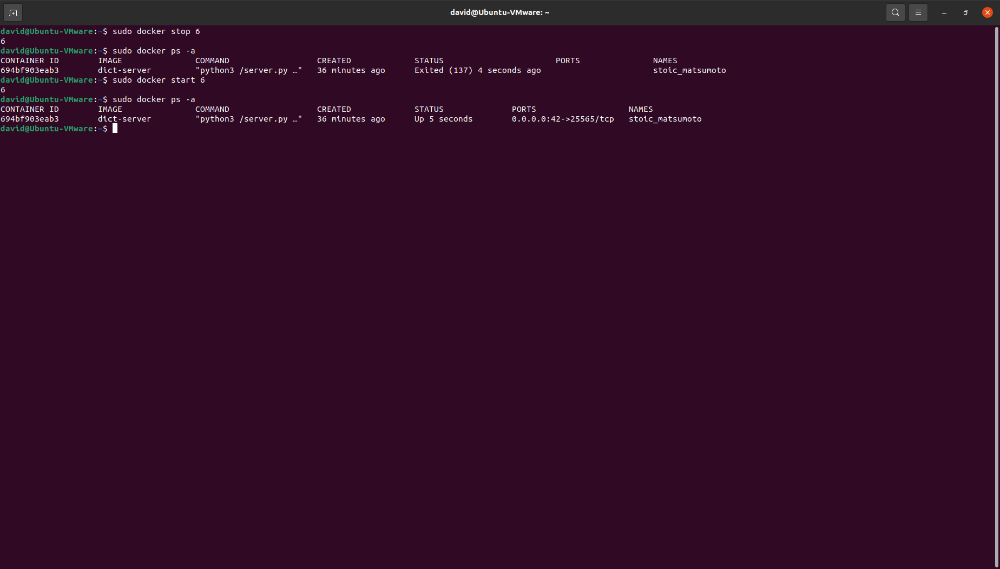 david@Ubuntu-VMware: ~
david@Ubuntu-VMware:~$ sudo docker stop 6
6
david@Ubuntu-VMware:~$ sudo docker ps -a
CONTAINER ID        IMAGE               COMMAND                  CREATED             STATUS                       PORTS               NAMES
694bf903eab3        dict-server         "python3 /server.py …"   36 minutes ago      Exited (137) 4 seconds ago                       stoic_matsumoto
david@Ubuntu-VMware:~$ sudo docker start 6
6
david@Ubuntu-VMware:~$ sudo docker ps -a
CONTAINER ID        IMAGE               COMMAND                  CREATED             STATUS              PORTS                   NAMES
694bf903eab3        dict-server         "python3 /server.py …"   36 minutes ago      Up 5 seconds        0.0.0.0:42->25565/tcp   stoic_matsumoto
david@Ubuntu-VMware:~$